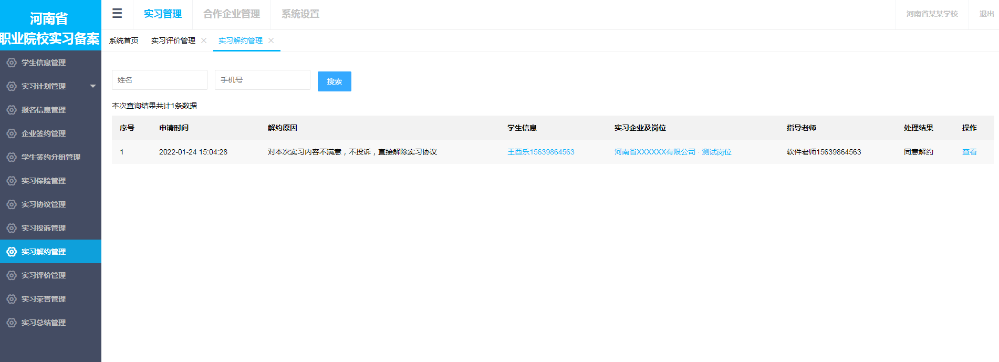 河南省
职业院校实习备案
实习管理 合作企业管理 系统设置 河南省某某学校 退出
系统首页 实习评价管理 实习解约管理
学生信息管理
实习计划管理
报名信息管理
企业签约管理
学生签约分组管理
实习保险管理
实习协议管理
实习投诉管理
实习解约管理
实习评价管理
实习荣誉管理
实习总结管理
姓名 手机号 搜索
本次查询结果共计1条数据
序号 申请时间 解约原因 学生信息 实习企业及岗位 指导老师 处理结果 操作
1 2022-01-24 15:04:28 对本次实习内容不满意，不投诉，直接解除实习协议 王酉乐15639864563 河南省XXXXXX有限公司 · 测试岗位 软件老师15639864563 同意解约 查看